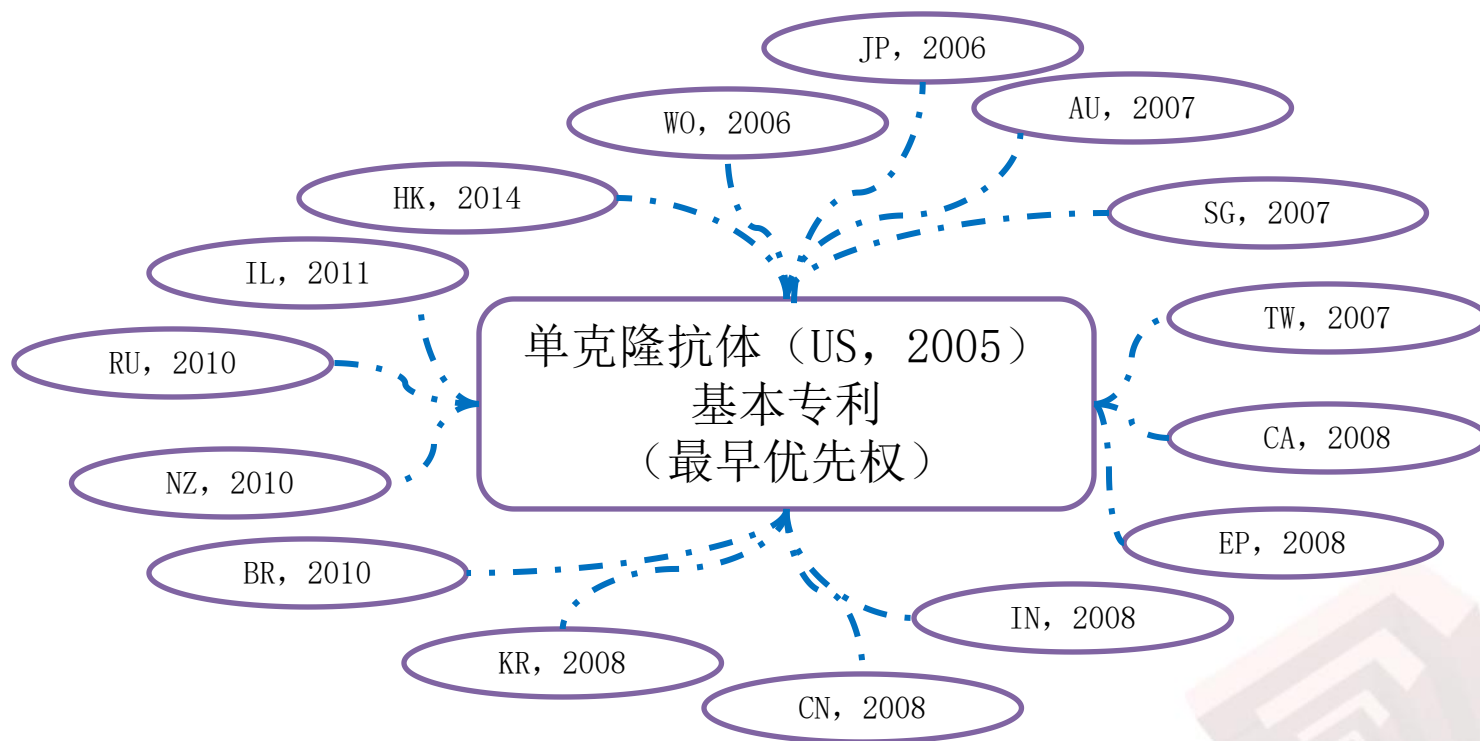 JP，2006
WO，2006
AU，2007
HK，2014
SG，2007
IL，2011
TW，2007
RU，2010
单克隆抗体（US，2005）
基本专利
（最早优先权）
CA，2008
NZ，2010
EP，2008
BR，2010
IN，2008
KR，2008
CN，2008